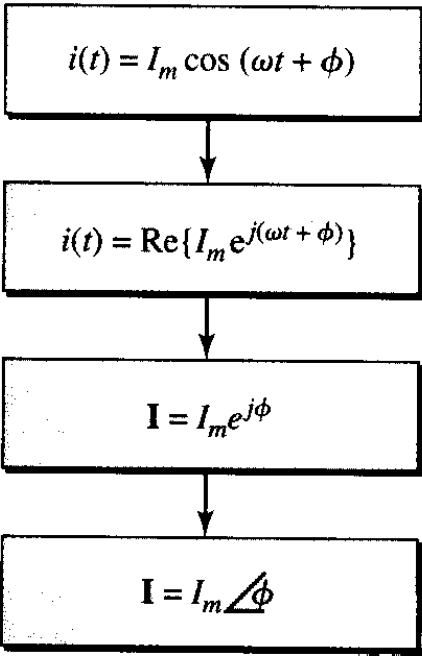 i(t) = I_m cos (ωt + ϕ)
i(t) = Re{I_m e^{j(ωt + ϕ)}}
I = I_m e^{jϕ}
I = I_m ∠ϕ